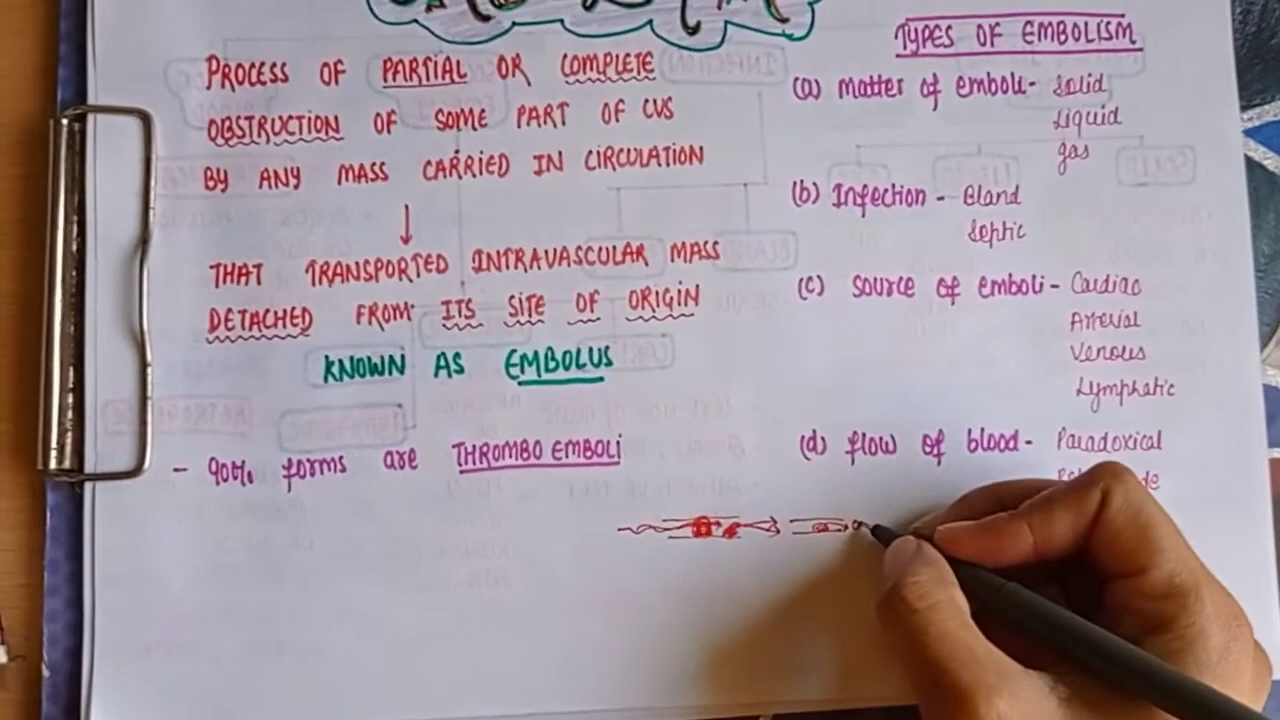 PROCESS OF PARTIAL OR COMPLETE
OBSTRUCTION OF SOME PART OF CVS
BY ANY MASS CARRIED IN CIRCULATION
THAT TRANSPORTED INTRAVASCULAR MASS
DETACHED FROM ITS SITE OF ORIGIN
KNOWN AS EMBOLUS
- 90% forms are THROMBO EMBOLI
TYPES OF EMBOLISM
(a) matter of emboli- Solid
Liquid
gas
(b) Infection - Bland
Septic
(c) source of emboli - Cardiac
Arterial
Venous
Lymphatic
(d) flow of blood - Paradoxical